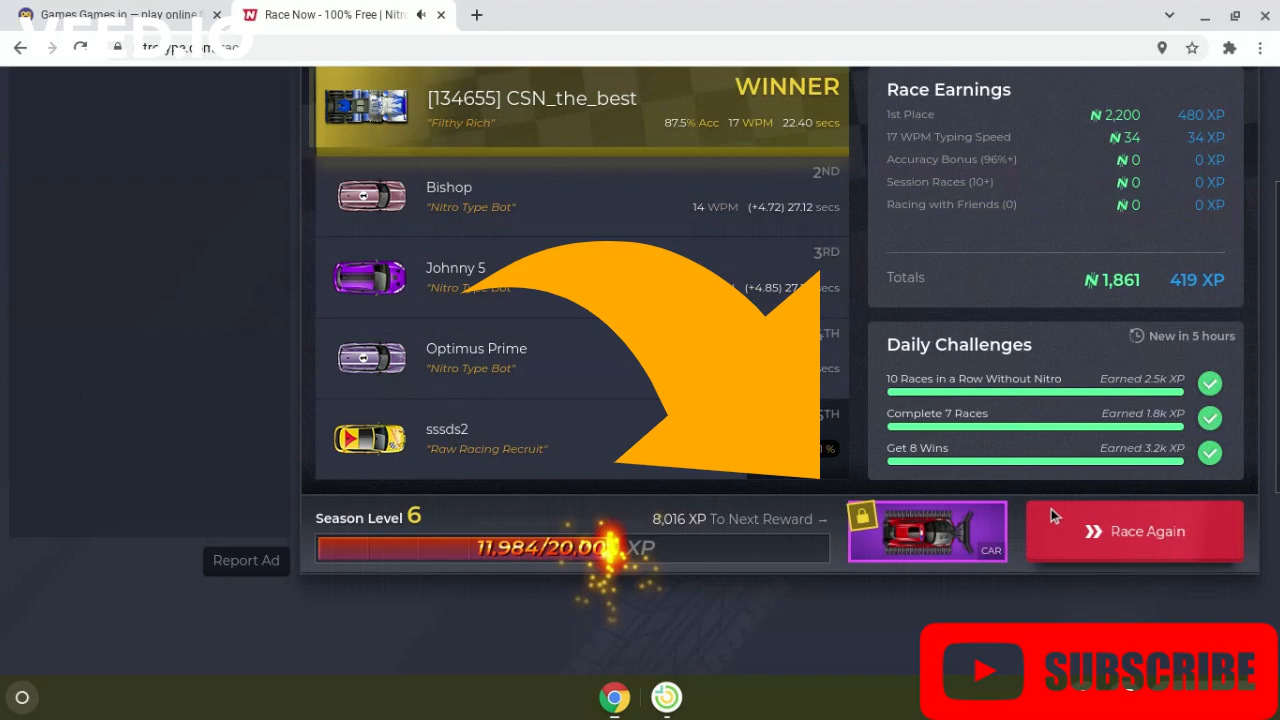 Games Games io — play online
Race Now - 100% Free | Nitro
VEED.IO
[134655] CSN_the_best
WINNER
"Filthy Rich"
87.5% Acc 17 WPM 22.40 secs
2ND
Bishop
"Nitro Type Bot"
14 WPM (+4.72) 27.12 secs
3RD
Johnny 5
"Nitro Type Bot"
(+4.85) secs
Optimus Prime
"Nitro Type Bot"
secs
sssds2
"Raw Racing Recruit"
Race Earnings
1st Place 2,200 480 XP
17 WPM Typing Speed 34 34 XP
Accuracy Bonus (96%+) 0 0 XP
Session Races (10+) 0 0 XP
Racing with Friends (0) 0 0 XP
Totals 1,861 419 XP
New in 5 hours
Daily Challenges
10 Races in a Row Without Nitro Earned 2.5k XP
Complete 7 Races Earned 1.8k XP
Get 8 Wins Earned 3.2k XP
Season Level 6
8,016 XP To Next Reward →
11,984/20,000 XP
CAR
Race Again
Report Ad
SUBSCRIBE